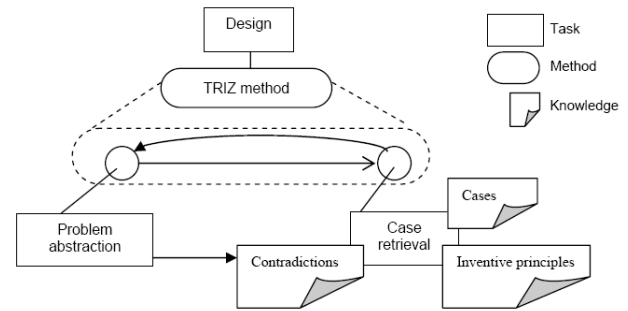 Design
TRIZ method
Task
Method
Knowledge
Problem
abstraction
Case
retrieval
Cases
Contradictions
Inventive principles